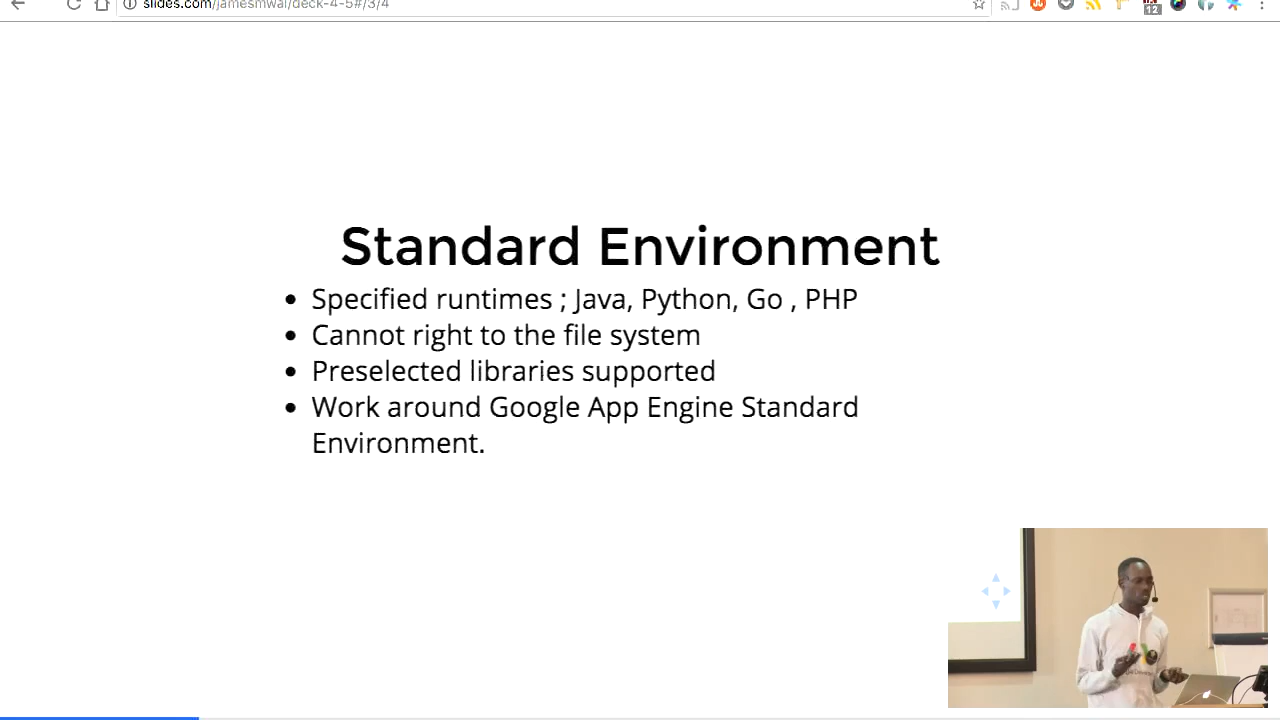 slides.com/jamesmwai/deck-4-5#/3/4
12
Standard Environment
Specified runtimes ; Java, Python, Go , PHP
Cannot right to the file system
Preselected libraries supported
Work around Google App Engine Standard
Environment.